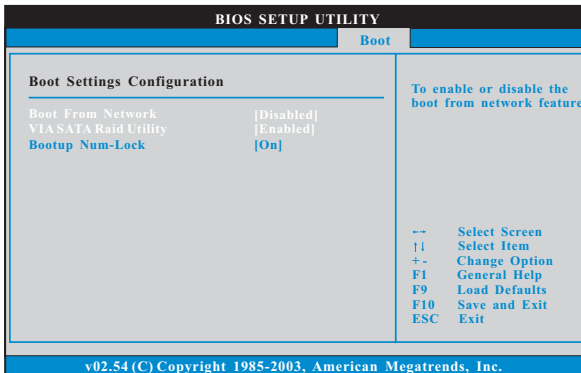 BIOS SETUP UTILITY
Boot
Boot Settings Configuration
Boot From Network [Disabled]
VIA SATA Raid Utility [Enabled]
Bootup Num-Lock [On]
To enable or disable the
boot from network feature
←→ Select Screen
↑↓ Select Item
+- Change Option
F1 General Help
F9 Load Defaults
F10 Save and Exit
ESC Exit
v02.54 (C) Copyright 1985-2003, American Megatrends, Inc.